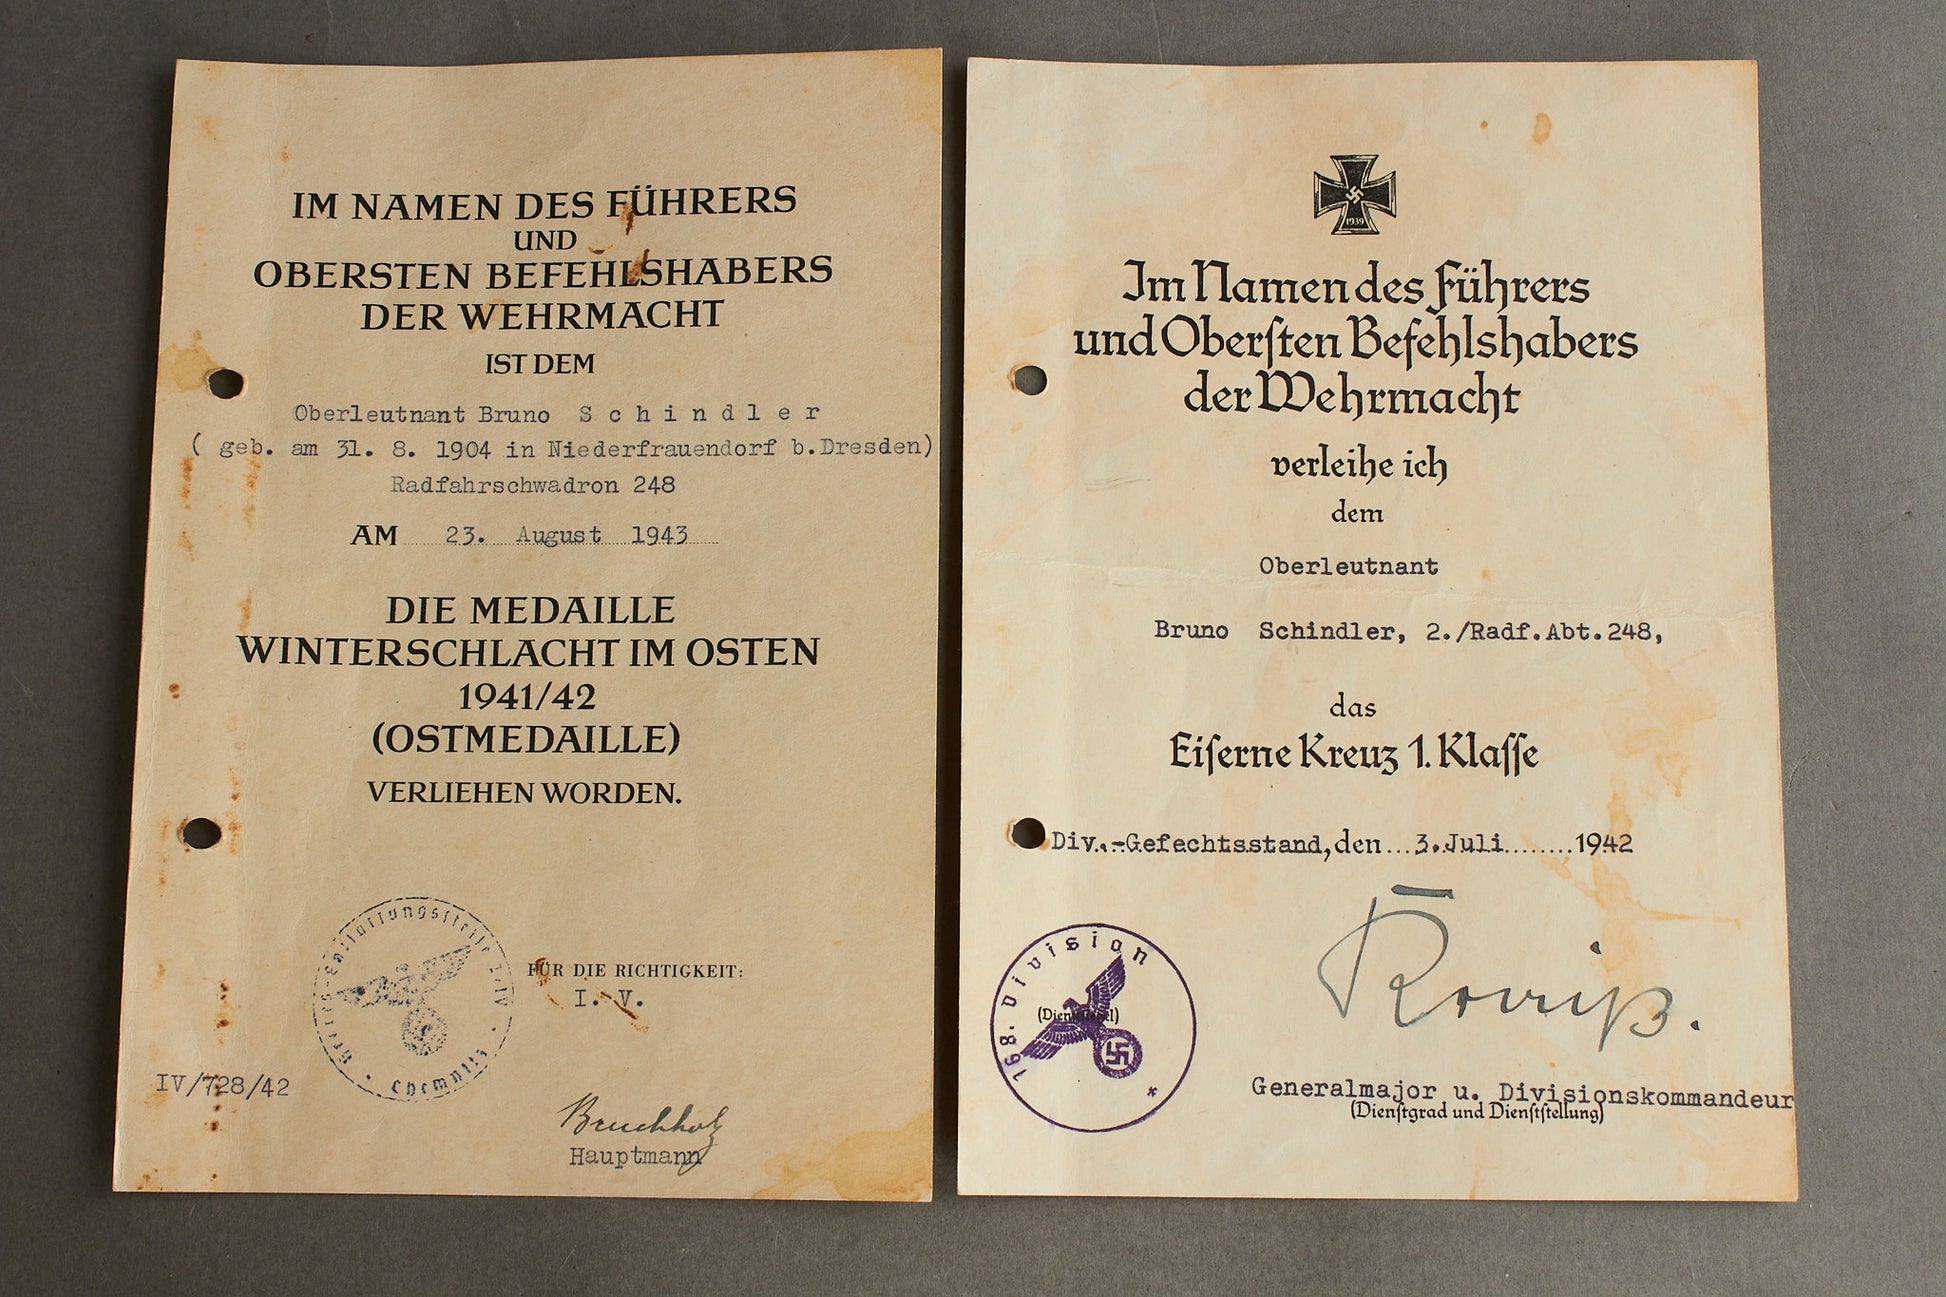 IM NAMEN DES FÜHRERS
UND
OBERSTEN BEFEHLSHABERS
DER WEHRMACHT
IST DEM
Oberleutnant Bruno S c h i n d l e r
( geb. am 31. 8. 1904 in Niederfrauendorf b.Dresden)
Radfahrschwadron 248
AM 23. August 1943
DIE MEDAILLE
WINTERSCHLACHT IM OSTEN
1941/42
(OSTMEDAILLE)
VERLIEHEN WORDEN.
Chemnitz
FÜR DIE RICHTIGKEIT:
I. V.
IV/728/42
Bruchholz
Hauptmann
1939
Im Namen des Führers
und Obersten Befehlshabers
der Wehrmacht
verleihe ich
dem
Oberleutnant
Bruno Schindler, 2./Radf.Abt.248,
das
Eiserne Kreuz 1. Klasse
Div.-Gefechtsstand, den...3.Juli.......1942
168. Division
(Dienstsiegel)
Generalmajor u. Divisionskommandeur
(Dienstgrad und Dienststellung)